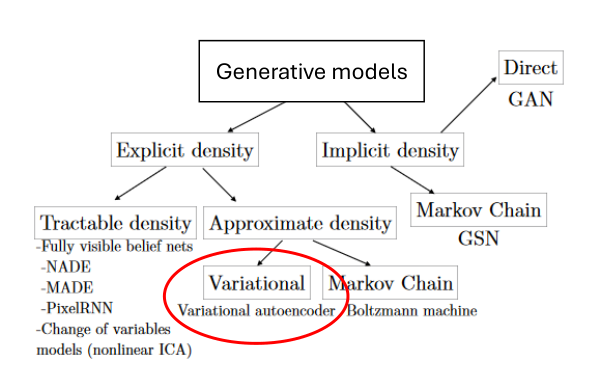 Generative models
Direct
GAN
Explicit density
Implicit density
Tractable density
Approximate density
Markov Chain
GSN
-Fully visible belief nets
-NADE
-MADE
-PixelRNN
-Change of variables
models (nonlinear ICA)
Variational
Markov Chain
Variational autoencoder
Boltzmann machine